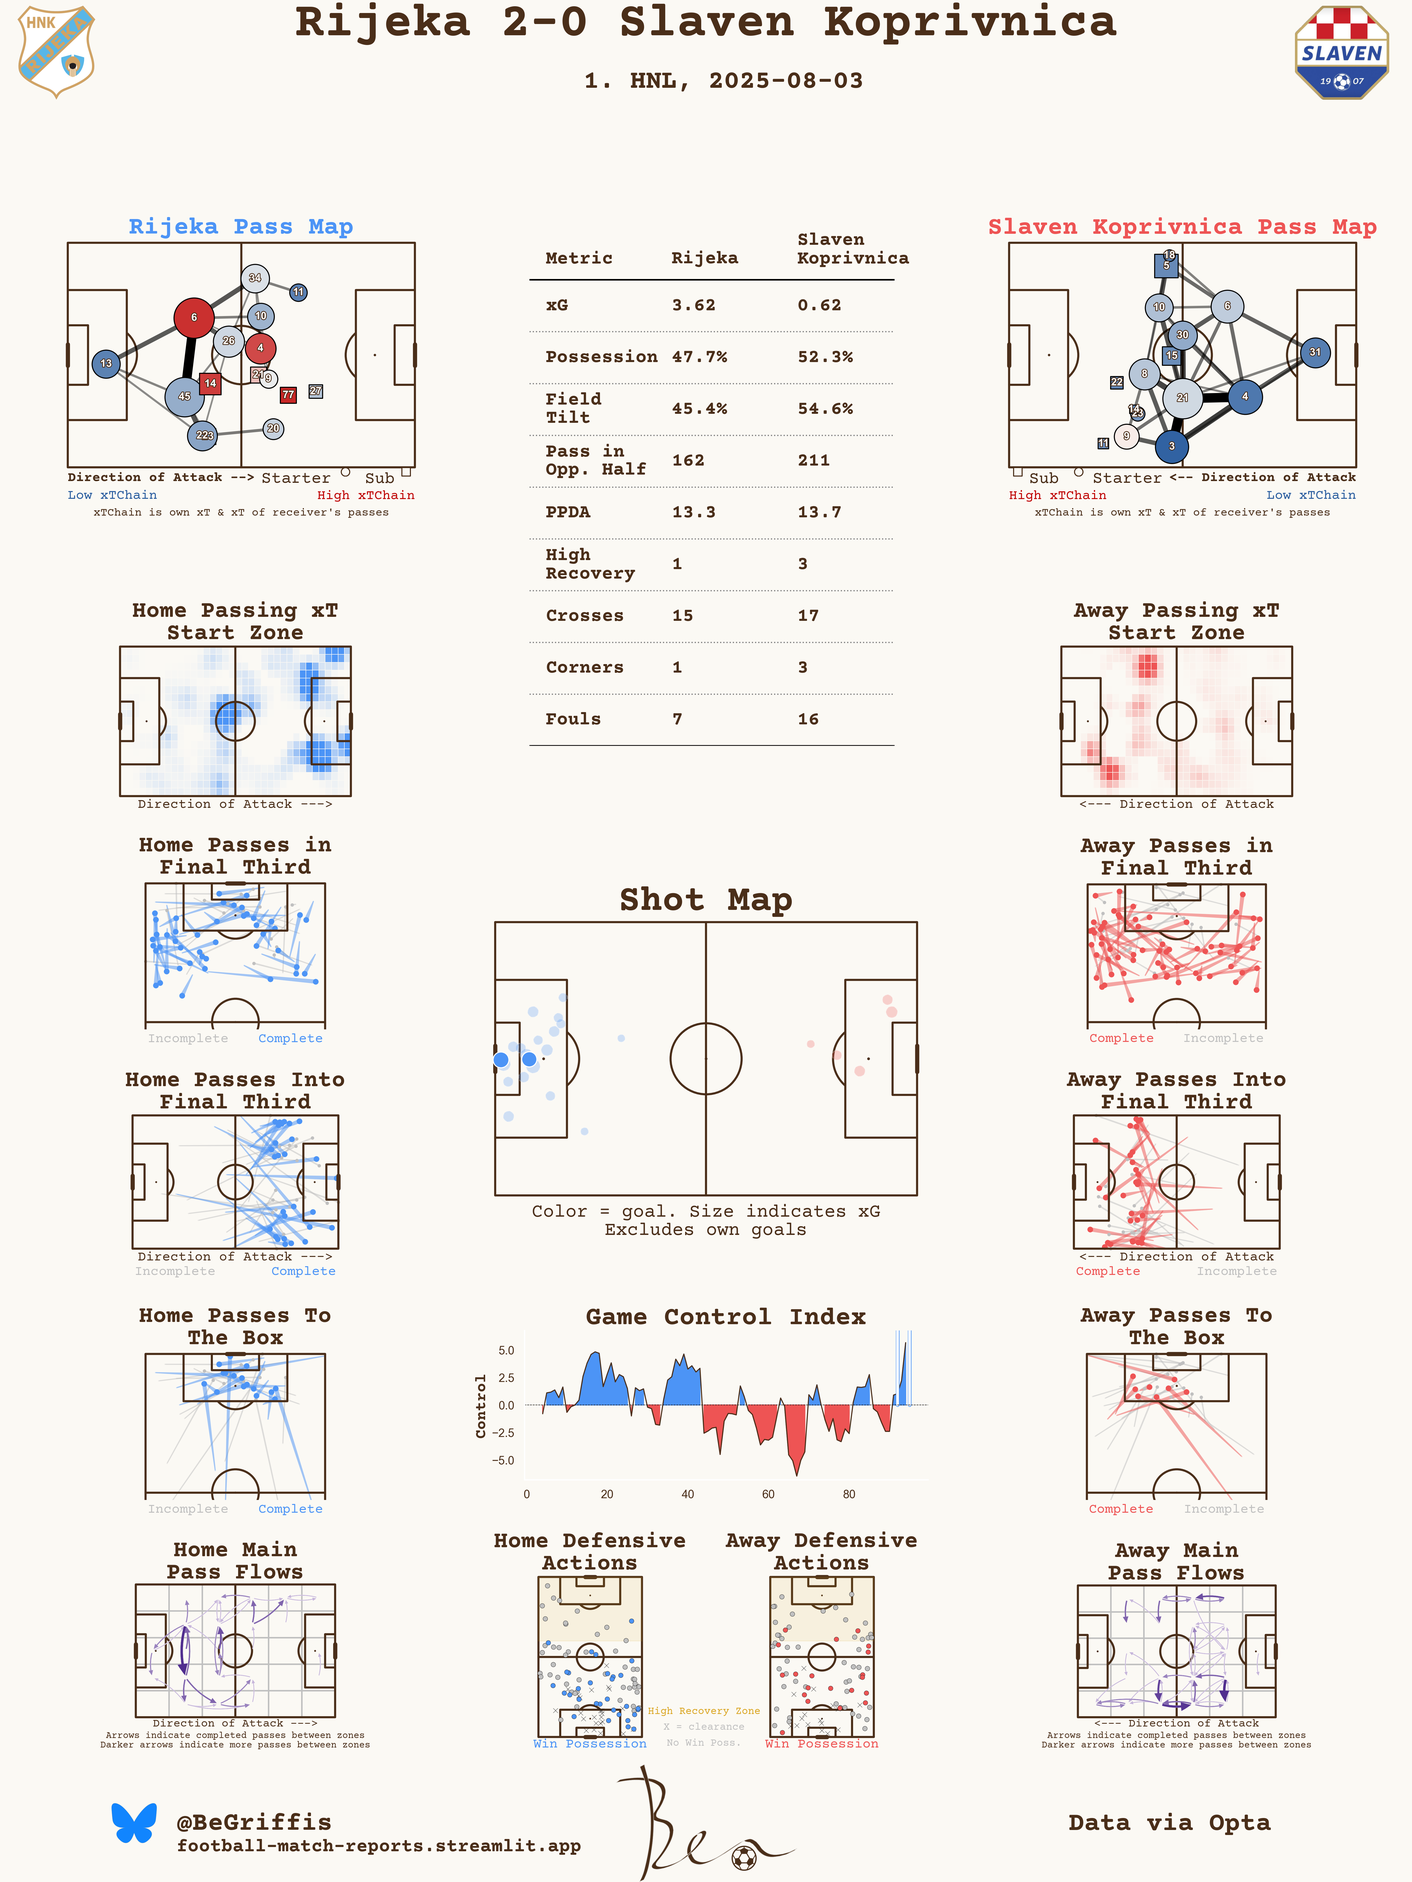 HNK
RIJEKA
Rijeka 2-0 Slaven Koprivnica
1. HNL, 2025-08-03
SLAVEN
19 07
Rijeka Pass Map
34
11
6
10
26
4
13
9
14
77
27
45
20
Direction of Attack --> Starter Sub
Low xTChain High xTChain
xTChain is own xT & xT of receiver's passes
Metric Rijeka Slaven Koprivnica
xG 3.62 0.62
Possession 47.7% 52.3%
Field Tilt 45.4% 54.6%
Pass in Opp. Half 162 211
PPDA 13.3 13.7
High Recovery 1 3
Crosses 15 17
Corners 1 3
Fouls 7 16
Slaven Koprivnica Pass Map
18
5
10
6
30
15
31
8
22
21
4
9
11
3
Sub Starter <-- Direction of Attack
High xTChain Low xTChain
xTChain is own xT & xT of receiver's passes
Home Passing xT
Start Zone
Direction of Attack --->
Away Passing xT
Start Zone
<--- Direction of Attack
Home Passes in
Final Third
Incomplete Complete
Away Passes in
Final Third
Complete Incomplete
Shot Map
Color = goal. Size indicates xG
Excludes own goals
Home Passes Into
Final Third
Direction of Attack --->
Incomplete Complete
Away Passes Into
Final Third
<--- Direction of Attack
Complete Incomplete
Home Passes To
The Box
Incomplete Complete
Game Control Index
Control
5.0
2.5
0.0
−2.5
−5.0
0 20 40 60 80
Away Passes To
The Box
Complete Incomplete
Home Main
Pass Flows
Direction of Attack --->
Arrows indicate completed passes between zones
Darker arrows indicate more passes between zones
Home Defensive
Actions
Win Possession
Away Defensive
Actions
Win Possession
High Recovery Zone
X = clearance
No Win Poss.
Away Main
Pass Flows
<--- Direction of Attack
Arrows indicate completed passes between zones
Darker arrows indicate more passes between zones
@BeGriffis
football-match-reports.streamlit.app
Ben
Data via Opta